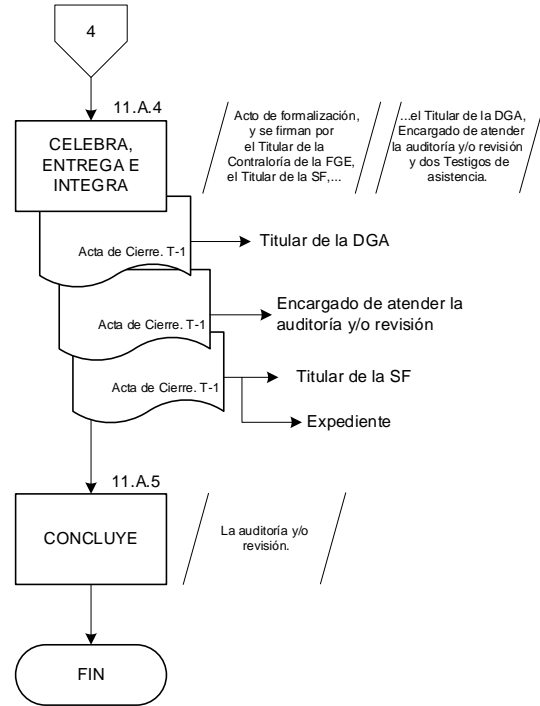 4
11.A.4
CELEBRA,
ENTREGA E
INTEGRA
Acto de formalización,
y se firman por
el Titular de la
Contraloría de la FGE,
el Titular de la SF,...
...el Titular de la DGA,
Encargado de atender
la auditoría y/o revisión
y dos Testigos de
asistencia.
Acta de Cierre. T-1
Titular de la DGA
Acta de Cierre. T-1
Encargado de atender la
auditoría y/o revisión
Acta de Cierre. T-1
Titular de la SF
Expediente
11.A.5
CONCLUYE
La auditoría y/o
revisión.
FIN